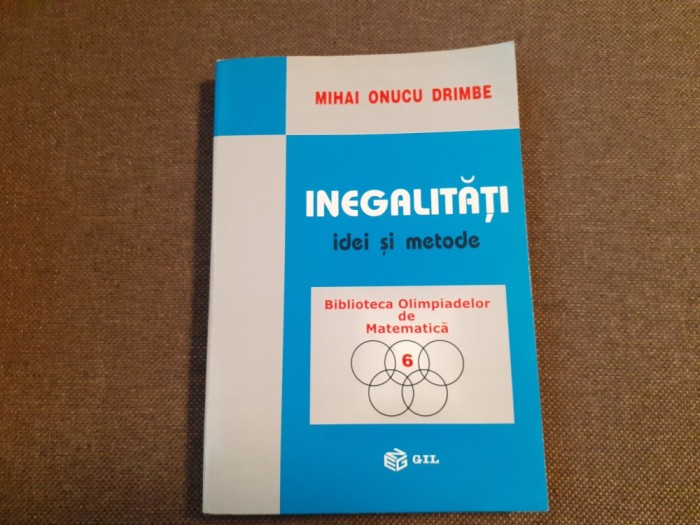 MIHAI ONUCU DRIMBE
INEGALITĂȚI
idei și metode
Biblioteca Olimpiadelor
de
Matematică
6
GIL